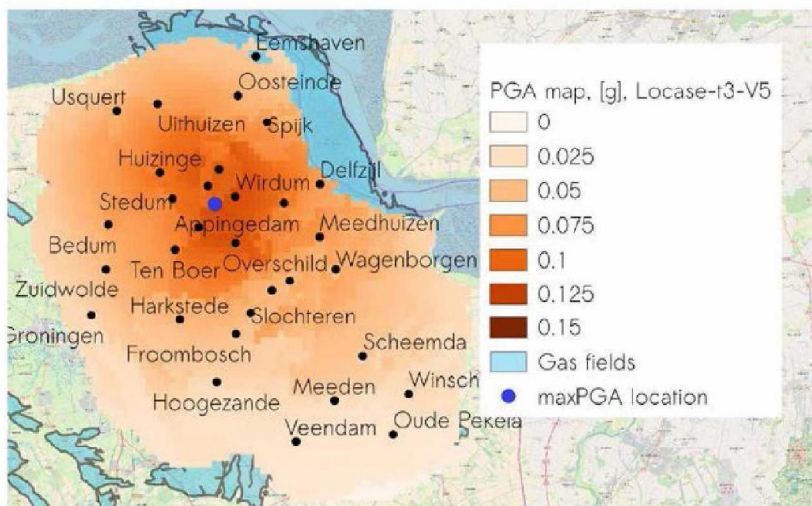 Eemshaven
Oosteinde
Usquert
Uithuizen
Spijk
Huizinge
Delfzijl
Wirdum
Stedum
Appingedam
Meedhuizen
Bedum
Ten Boer
Overschild
Wagenborgen
Zuidwolde
Harkstede
Slochteren
Groningen
Froombosch
Scheemda
Hoogezande
Meeden
Winsch
Veendam
Oude Pekela
PGA map, [g], Locase-t3-V5
0
0.025
0.05
0.075
0.1
0.125
0.15
Gas fields
maxPGA location